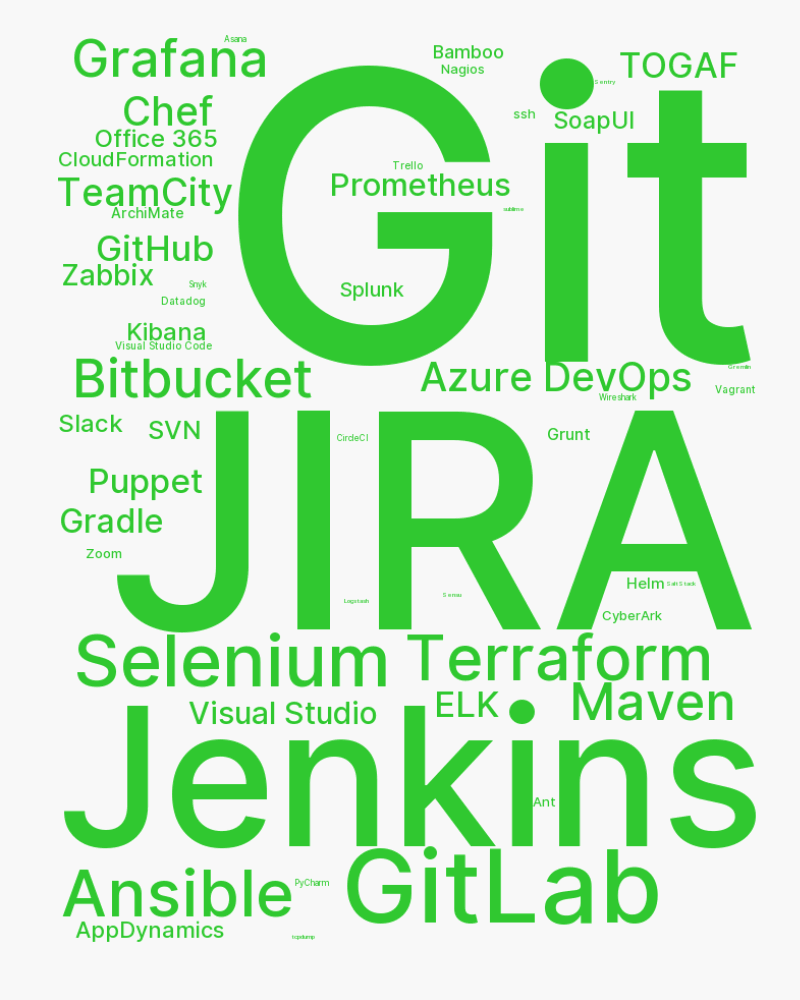 Asana
Grafana
Bamboo
Nagios
TOGAF
Sentry
Chef
ssh
SoapUI
Office 365
CloudFormation
Git
Trello
TeamCity
Prometheus
ArchiMate
sublime
GitHub
Zabbix
Snyk
Splunk
Datadog
Kibana
Visual Studio Code
Bitbucket
Azure DevOps
Gremlin
Vagrant
Wireshark
Slack
SVN
CircleCI
Grunt
JIRA
Puppet
Gradle
Zoom
Helm
Salt Stack
Logstash
CyberArk
Selenium
Terraform
Visual Studio
ELK
Maven
Jenkins
Ant
Ansible
PyCharm
GitLab
AppDynamics
tcpdump